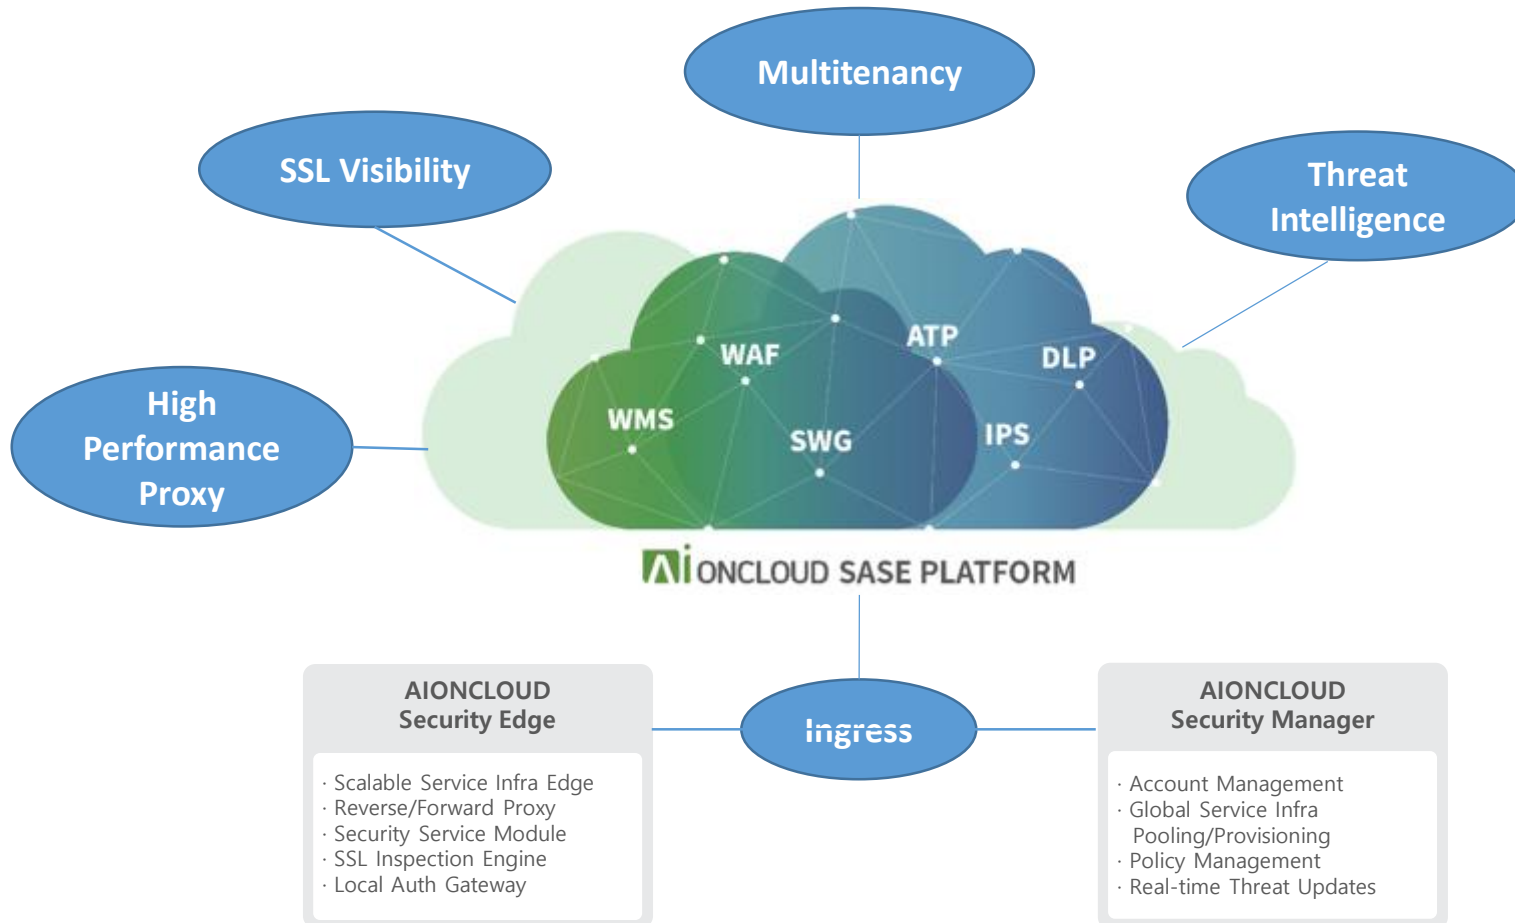 Multitenancy
SSL Visibility
Threat
Intelligence
High
Performance
Proxy
ATP
WAF
DLP
WMS
SWG
IPS
Ai ONCLOUD SASE PLATFORM
AIONCLOUD
Security Edge
· Scalable Service Infra Edge
· Reverse/Forward Proxy
· Security Service Module
· SSL Inspection Engine
· Local Auth Gateway
Ingress
AIONCLOUD
Security Manager
· Account Management
· Global Service Infra
Pooling/Provisioning
· Policy Management
· Real-time Threat Updates